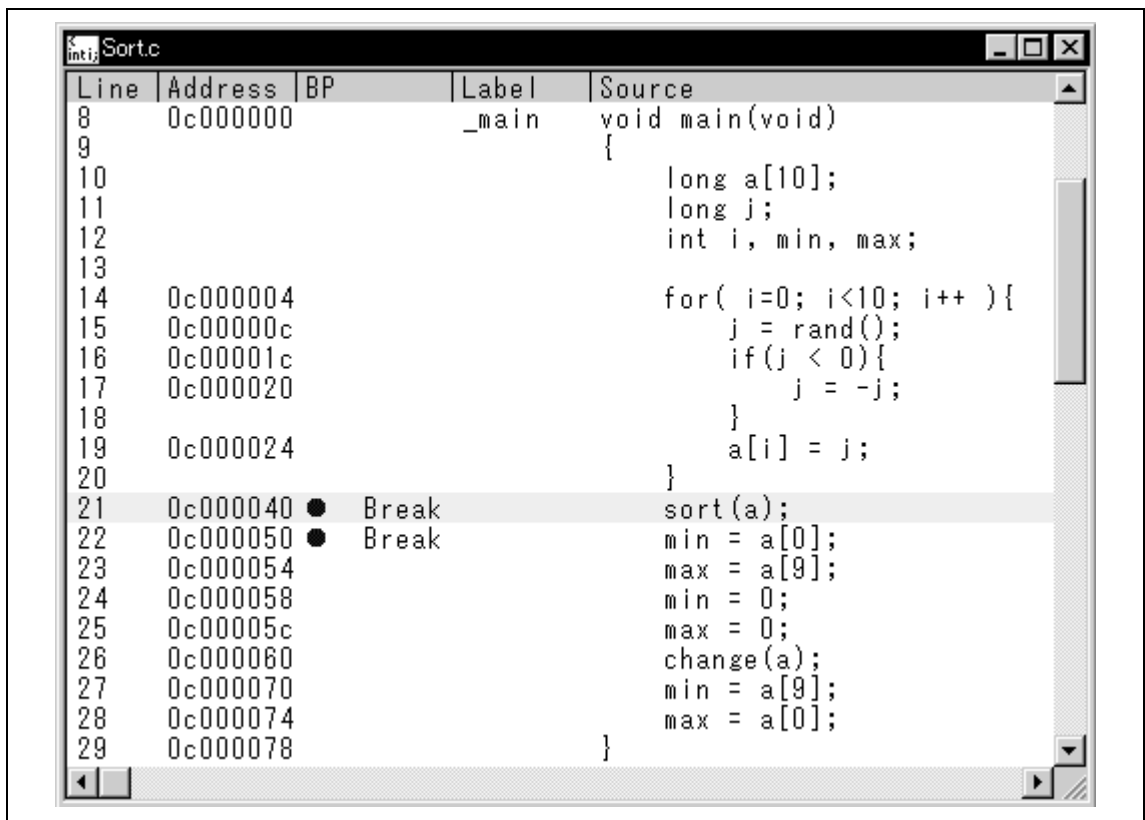 inti; Sort.c
Line Address BP Label Source
8 0c000000 _main void main(void)
9 {
10 long a[10];
11 long j;
12 int i, min, max;
13
14 0c000004 for( i=0; i<10; i++ ){
15 0c00000c j = rand();
16 0c00001c if(j < 0){
17 0c000020 j = -j;
18 }
19 0c000024 a[i] = j;
20 }
21 0c000040 ● Break sort(a);
22 0c000050 ● Break min = a[0];
23 0c000054 max = a[9];
24 0c000058 min = 0;
25 0c00005c max = 0;
26 0c000060 change(a);
27 0c000070 min = a[9];
28 0c000074 max = a[0];
29 0c000078 }